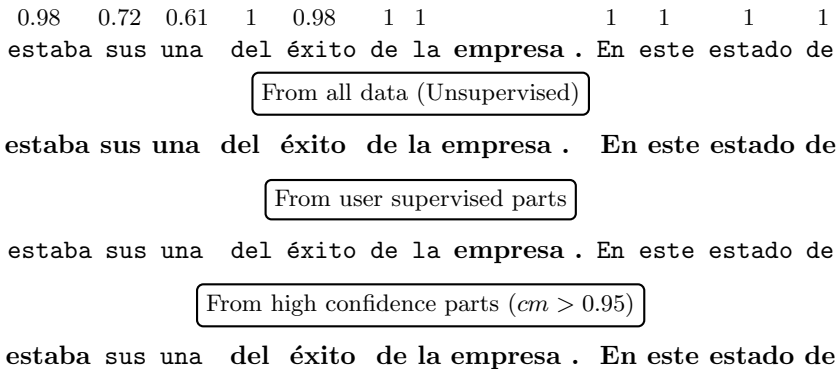 0.98 0.72 0.61 1 0.98 1 1 1 1 1 1
estaba sus una del éxito de la empresa . En este estado de
From all data (Unsupervised)
estaba sus una del éxito de la empresa . En este estado de
From user supervised parts
estaba sus una del éxito de la empresa . En este estado de
From high confidence parts (cm > 0.95)
estaba sus una del éxito de la empresa . En este estado de